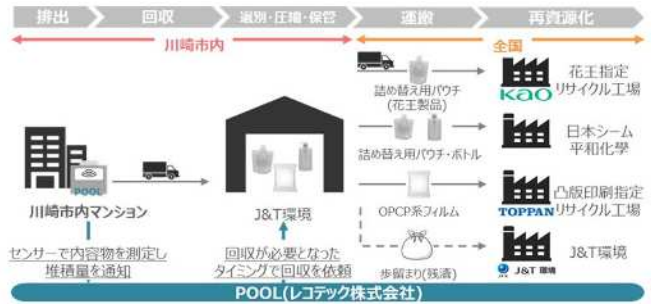 排出
回収
選別・圧縮・保管
運搬
再資源化
川崎市内
全国
詰め替え用パウチ
(花王製品)
Kao
花王指定
リサイクル工場
詰め替え用パウチ・ボトル
日本シーム
平和化學
POOL
川崎市内マンション
J&T環境
OPCP系フィルム
TOPPAN
凸版印刷指定
リサイクル工場
センサーで内容物を測定し
堆積量を通知
回収が必要となった
タイミングで回収を依頼
歩留まり(残渣)
J&T 環境
J&T環境
POOL(レコテック株式会社)